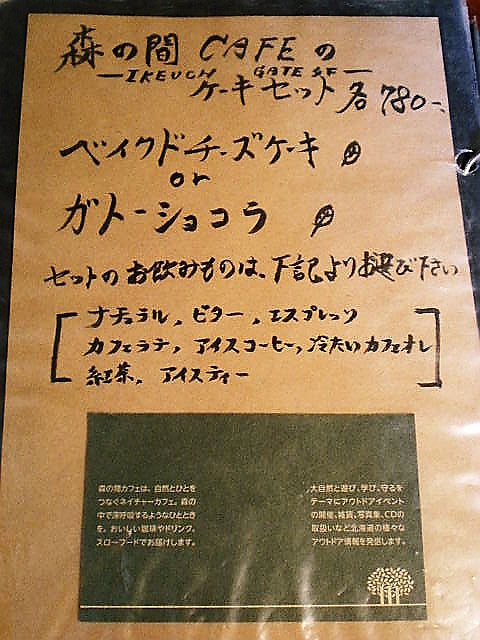 森の間 CAFE の
IKEUCHI GATE 5F
ケーキセット 各780-
ベイクドチーズケーキ
or
ガトーショコラ
セットのお飲みものは、下記よりお選び下さい
ナチュラル, ビター, エスプレッソ
カフェラテ, アイスコーヒー, 冷たいカフェオレ
紅茶, アイスティー
森の間カフェは、自然とひとを
つなぐネイチャーカフェ。森の
中で深呼吸するようなひととき
を、おいしい珈琲やドリンク、
スローフードでお届けします。
大自然と遊び、学び、守るを
テーマにアウトドアイベント
の開催、雑貨、写真集、CDの
取扱いなど北海道の様々な
アウトドア情報を発信します。